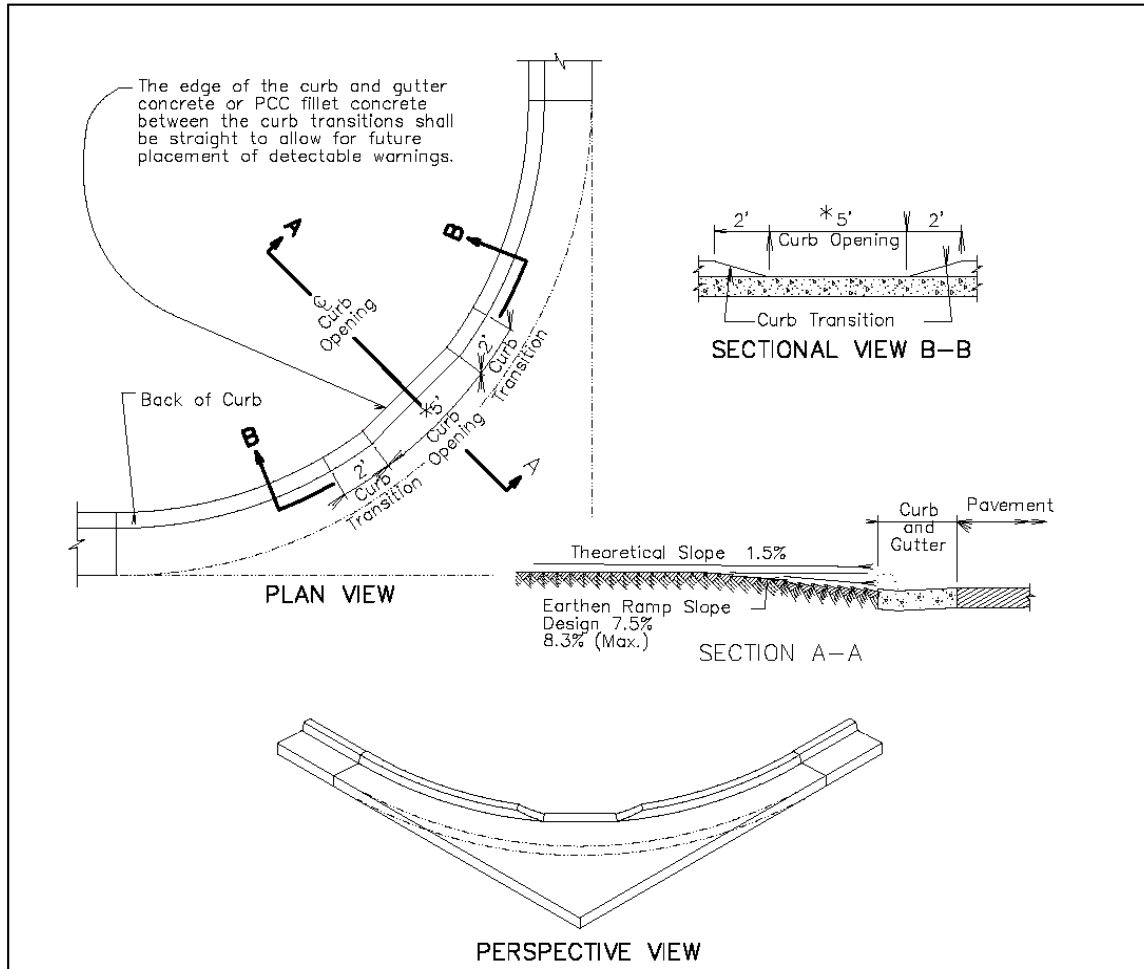 The edge of the curb and gutter
concrete or PCC fillet concrete
between the curb transitions shall
be straight to allow for future
placement of detectable warnings.
A
B
℄
Curb
Opening
2'
Curb
Transition
*5'
Curb
Opening
2'
Curb
Transition
Back of Curb
B
A
PLAN VIEW
2'
*5'
2'
Curb Opening
Curb Transition
SECTIONAL VIEW B-B
Curb
and
Gutter
Pavement
Theoretical Slope 1.5%
Earthen Ramp Slope
Design 7.5%
8.3% (Max.)
SECTION A-A
PERSPECTIVE VIEW